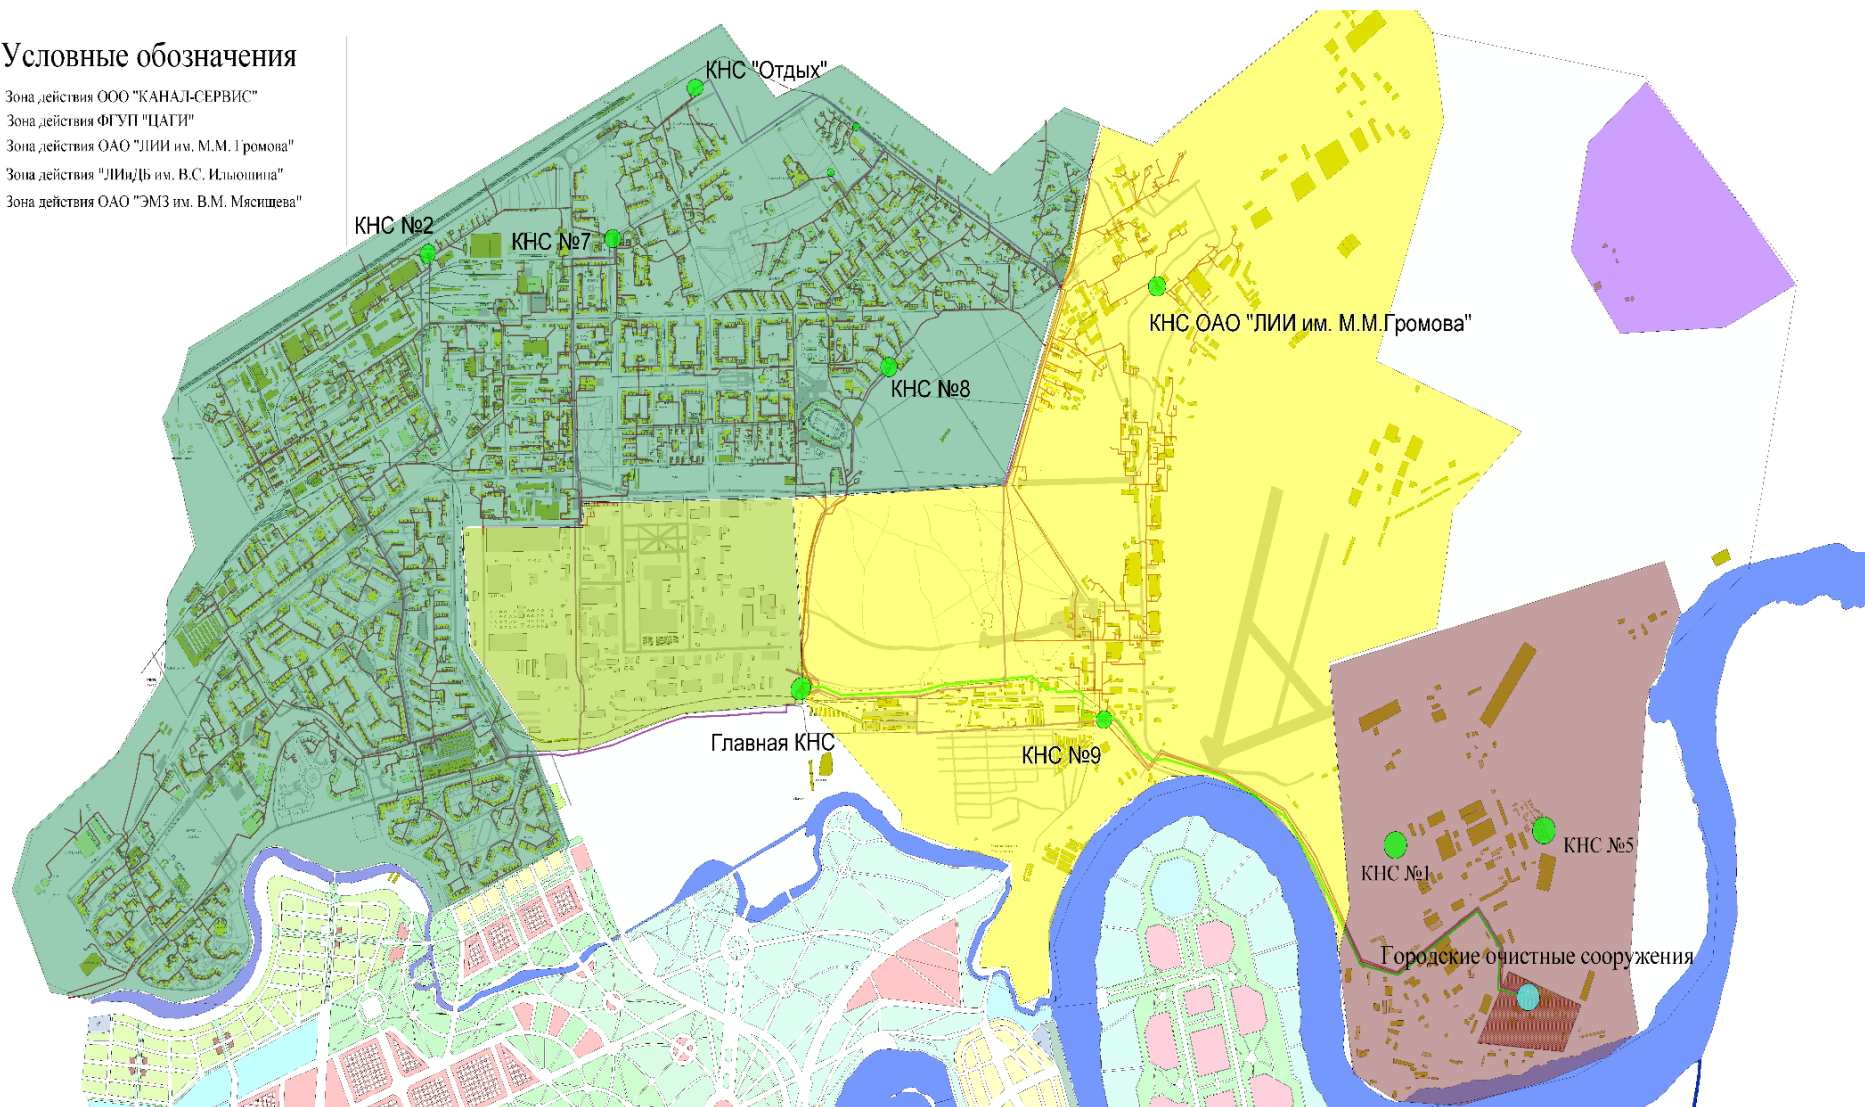 Условные обозначения
Зона действия ООО "КАНАЛ-СЕРВИС"
Зона действия ФГУП "ЦАГИ"
Зона действия ОАО "ЛИИ им. М.М. Громова"
Зона действия "ЛИиДБ им. В.С. Ильюшина"
Зона действия ОАО "ЭМЗ им. В.М. Мясищева"
КНС "Отдых"
КНС №2
КНС №7
КНС ОАО "ЛИИ им. М.М.Громова"
КНС №8
Главная КНС
КНС №9
КНС №5
КНС №1
Городские очистные сооружения